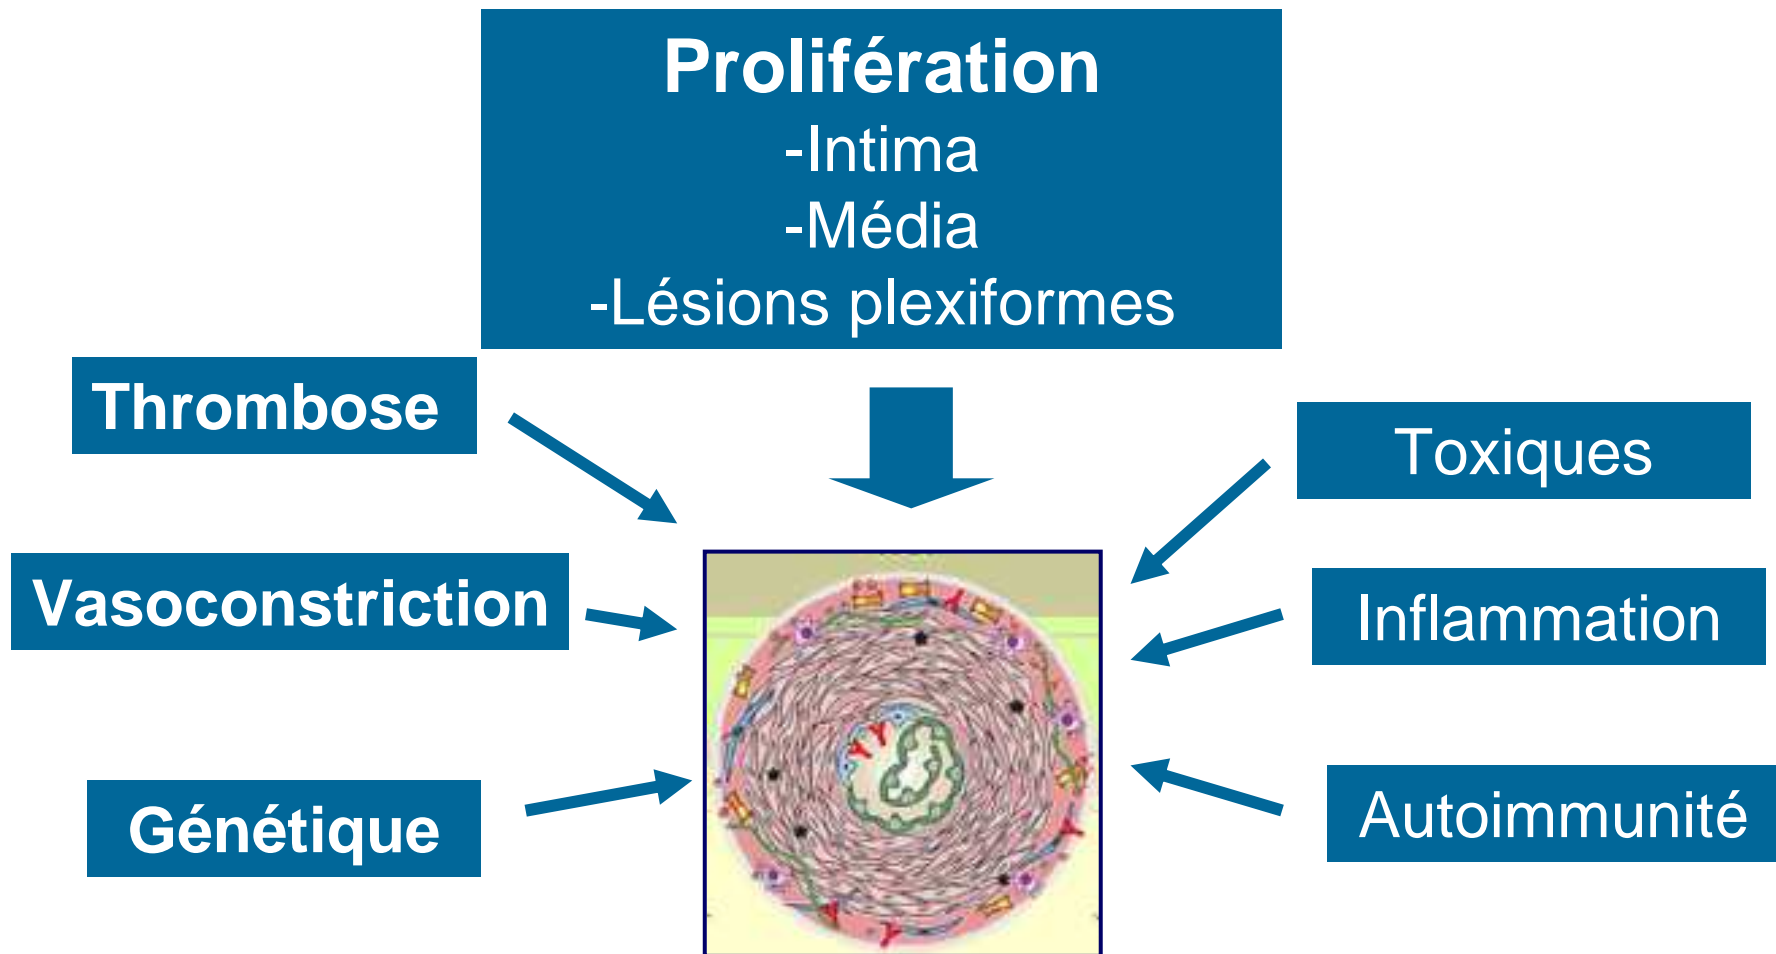 Prolifération
-Intima
-Média
-Lésions plexiformes
Thrombose
Toxiques
Vasoconstriction
Inflammation
Génétique
Autoimmunité